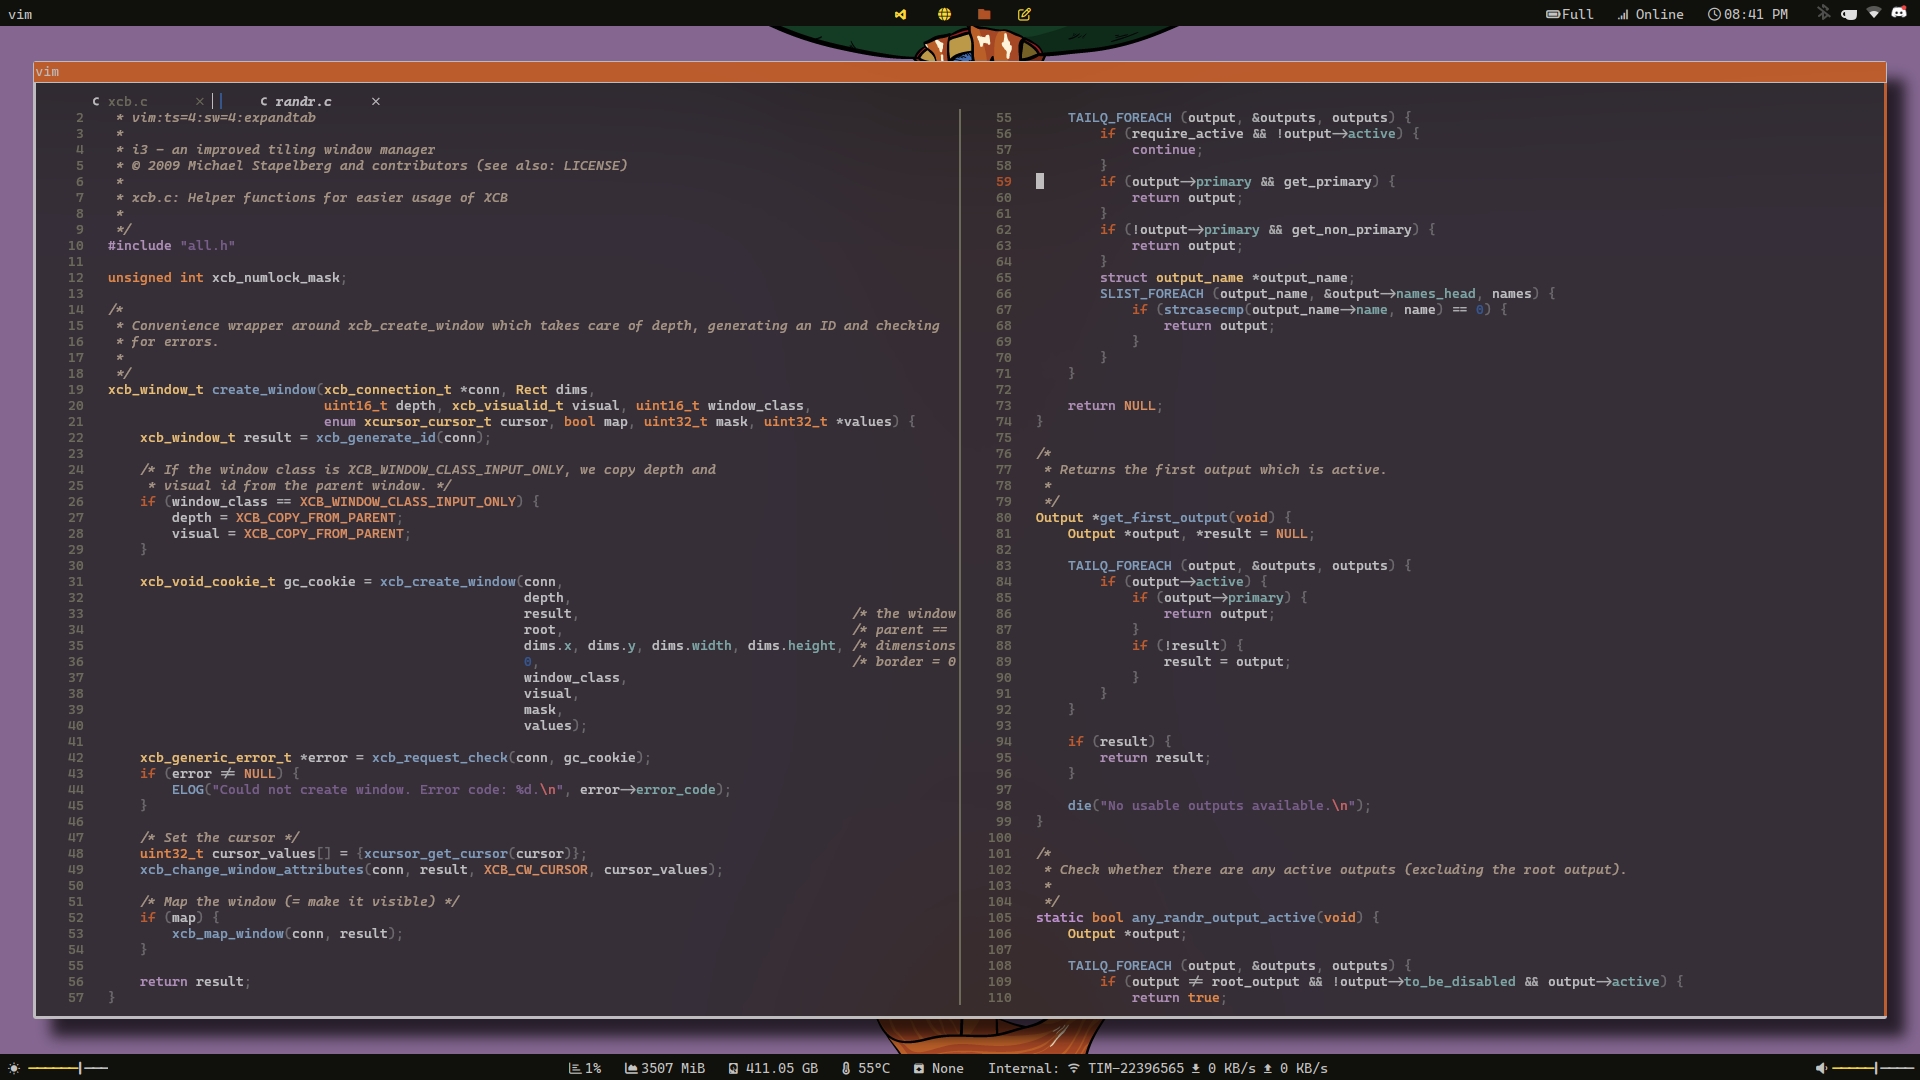 vim
Full
Online
08:41 PM
vim
C xcb.c ×
C randr.c ×
2 * vim:ts=4:sw=4:expandtab
3 *
4 * i3 - an improved tiling window manager
5 * © 2009 Michael Stapelberg and contributors (see also: LICENSE)
6 *
7 * xcb.c: Helper functions for easier usage of XCB
8 *
9 */
10 #include "all.h"
11
12 unsigned int xcb_numlock_mask;
13
14 /*
15 * Convenience wrapper around xcb_create_window which takes care of depth, generating an ID and checking
16 * for errors.
17 *
18 */
19 xcb_window_t create_window(xcb_connection_t *conn, Rect dims,
20 uint16_t depth, xcb_visualid_t visual, uint16_t window_class,
21 enum xcursor_cursor_t cursor, bool map, uint32_t mask, uint32_t *values) {
22 xcb_window_t result = xcb_generate_id(conn);
23
24 /* If the window class is XCB_WINDOW_CLASS_INPUT_ONLY, we copy depth and
25 * visual id from the parent window. */
26 if (window_class == XCB_WINDOW_CLASS_INPUT_ONLY) {
27 depth = XCB_COPY_FROM_PARENT;
28 visual = XCB_COPY_FROM_PARENT;
29 }
30
31 xcb_void_cookie_t gc_cookie = xcb_create_window(conn,
32 depth,
33 result, /* the window
34 root, /* parent ==
35 dims.x, dims.y, dims.width, dims.height, /* dimensions
36 0, /* border = 0
37 window_class,
38 visual,
39 mask,
40 values);
41
42 xcb_generic_error_t *error = xcb_request_check(conn, gc_cookie);
43 if (error != NULL) {
44 ELOG("Could not create window. Error code: %d.\n", error->error_code);
45 }
46
47 /* Set the cursor */
48 uint32_t cursor_values[] = {xcursor_get_cursor(cursor)};
49 xcb_change_window_attributes(conn, result, XCB_CW_CURSOR, cursor_values);
50
51 /* Map the window (= make it visible) */
52 if (map) {
53 xcb_map_window(conn, result);
54 }
55
56 return result;
57 }
55 TAILQ_FOREACH (output, &outputs, outputs) {
56 if (require_active && !output->active) {
57 continue;
58 }
59 if (output->primary && get_primary) {
60 return output;
61 }
62 if (!output->primary && get_non_primary) {
63 return output;
64 }
65 struct output_name *output_name;
66 SLIST_FOREACH (output_name, &output->names_head, names) {
67 if (strcasecmp(output_name->name, name) == 0) {
68 return output;
69 }
70 }
71 }
72
73 return NULL;
74 }
75
76 /*
77 * Returns the first output which is active.
78 *
79 */
80 Output *get_first_output(void) {
81 Output *output, *result = NULL;
82
83 TAILQ_FOREACH (output, &outputs, outputs) {
84 if (output->active) {
85 if (output->primary) {
86 return output;
87 }
88 if (!result) {
89 result = output;
90 }
91 }
92 }
93
94 if (result) {
95 return result;
96 }
97
98 die("No usable outputs available.\n");
99 }
100
101 /*
102 * Check whether there are any active outputs (excluding the root output).
103 *
104 */
105 static bool any_randr_output_active(void) {
106 Output *output;
107
108 TAILQ_FOREACH (output, &outputs, outputs) {
109 if (output != root_output && !output->to_be_disabled && output->active) {
110 return true;
1%
3507 MiB
411.05 GB
55°C
None
Internal: TIM-22396565 0 KB/s 0 KB/s